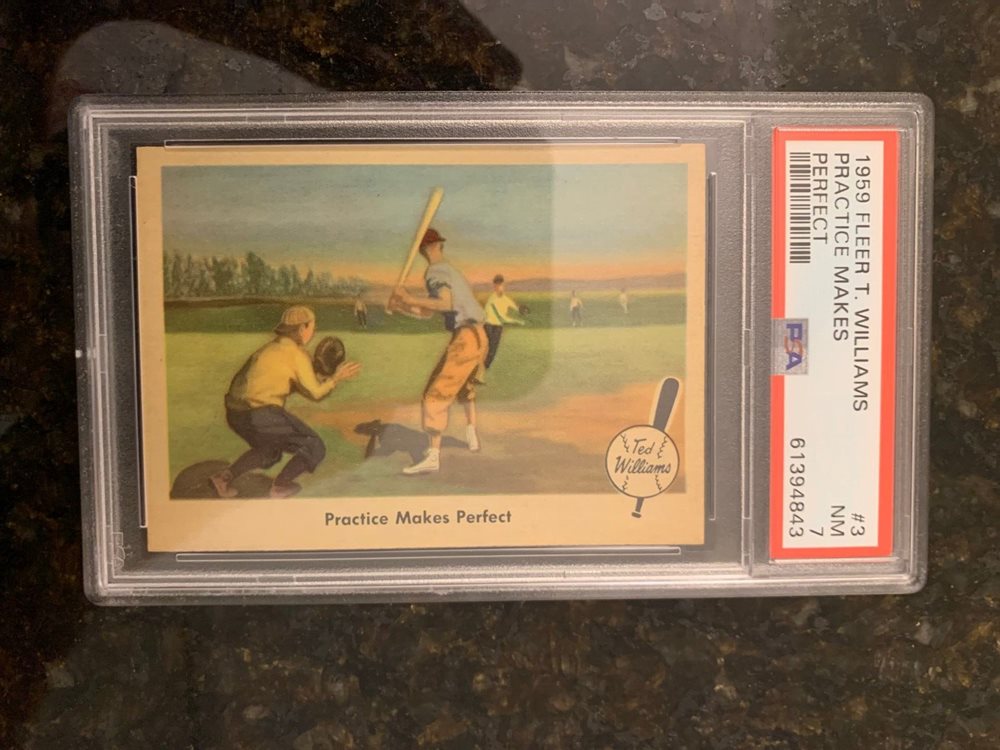 Ted
Williams
Practice Makes Perfect
1959 FLEER T. WILLIAMS #3
PRACTICE MAKES NM
PERFECT 7
PSA
61394843